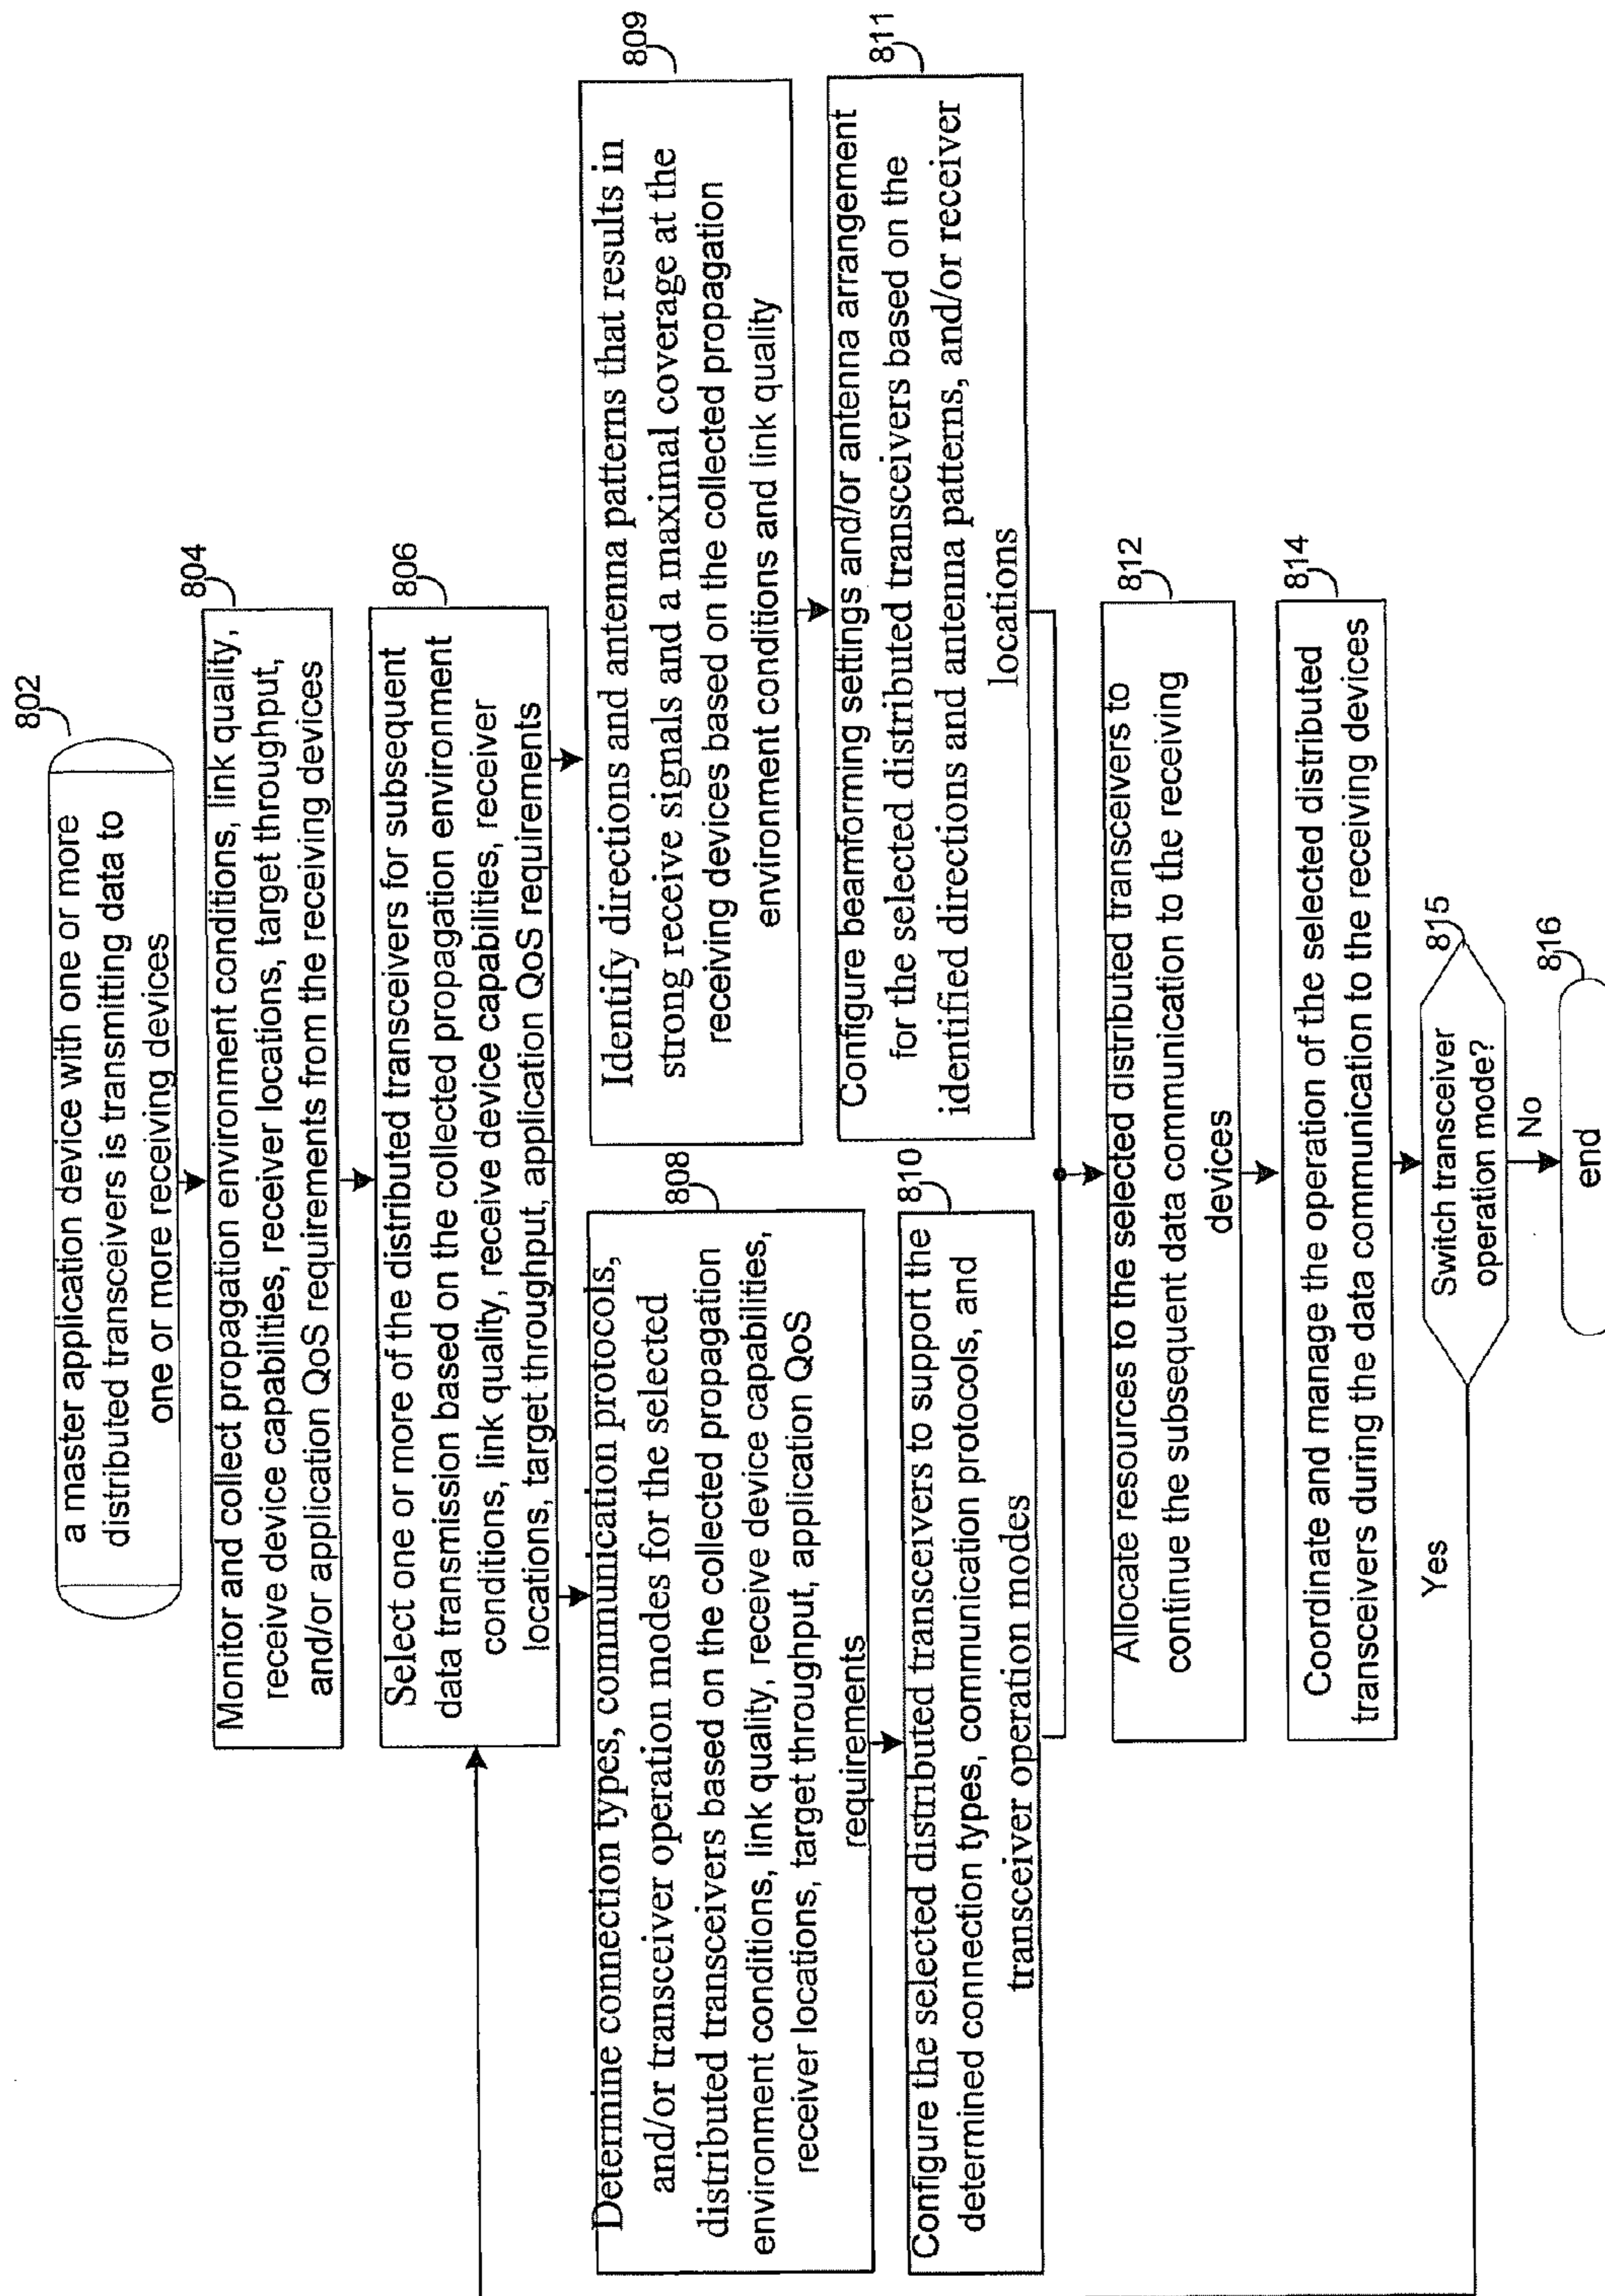 802
a master application device with one or more
distributed transceivers is transmitting data to
one or more receiving devices
804
Monitor and collect propagation environment conditions, link quality,
receive device capabilities, receiver locations, target throughput,
and/or application QoS requirements from the receiving devices
806
Select one or more of the distributed transceivers for subsequent
data transmission based on the collected propagation environment
conditions, link quality, receive device capabilities, receiver
locations, target throughput, application QoS requirements
808
Determine connection types, communication protocols,
and/or transceiver operation modes for the selected
distributed transceivers based on the collected propagation
environment conditions, link quality, receive device capabilities,
receiver locations, target throughput, application QoS
requirements
810
Configure the selected distributed transceivers to support the
determined connection types, communication protocols, and
transceiver operation modes
809
Identify directions and antenna patterns that results in
strong receive signals and a maximal coverage at the
receiving devices based on the collected propagation
environment conditions and link quality
811
Configure beamforming settings and/or antenna arrangement
for the selected distributed transceivers based on the
identified directions and antenna patterns, and/or receiver
locations
812
Allocate resources to the selected distributed transceivers to
continue the subsequent data communication to the receiving
devices
814
Coordinate and manage the operation of the selected distributed
transceivers during the data communication to the receiving devices
815
Switch transceiver
operation mode?
Yes
No
816
end